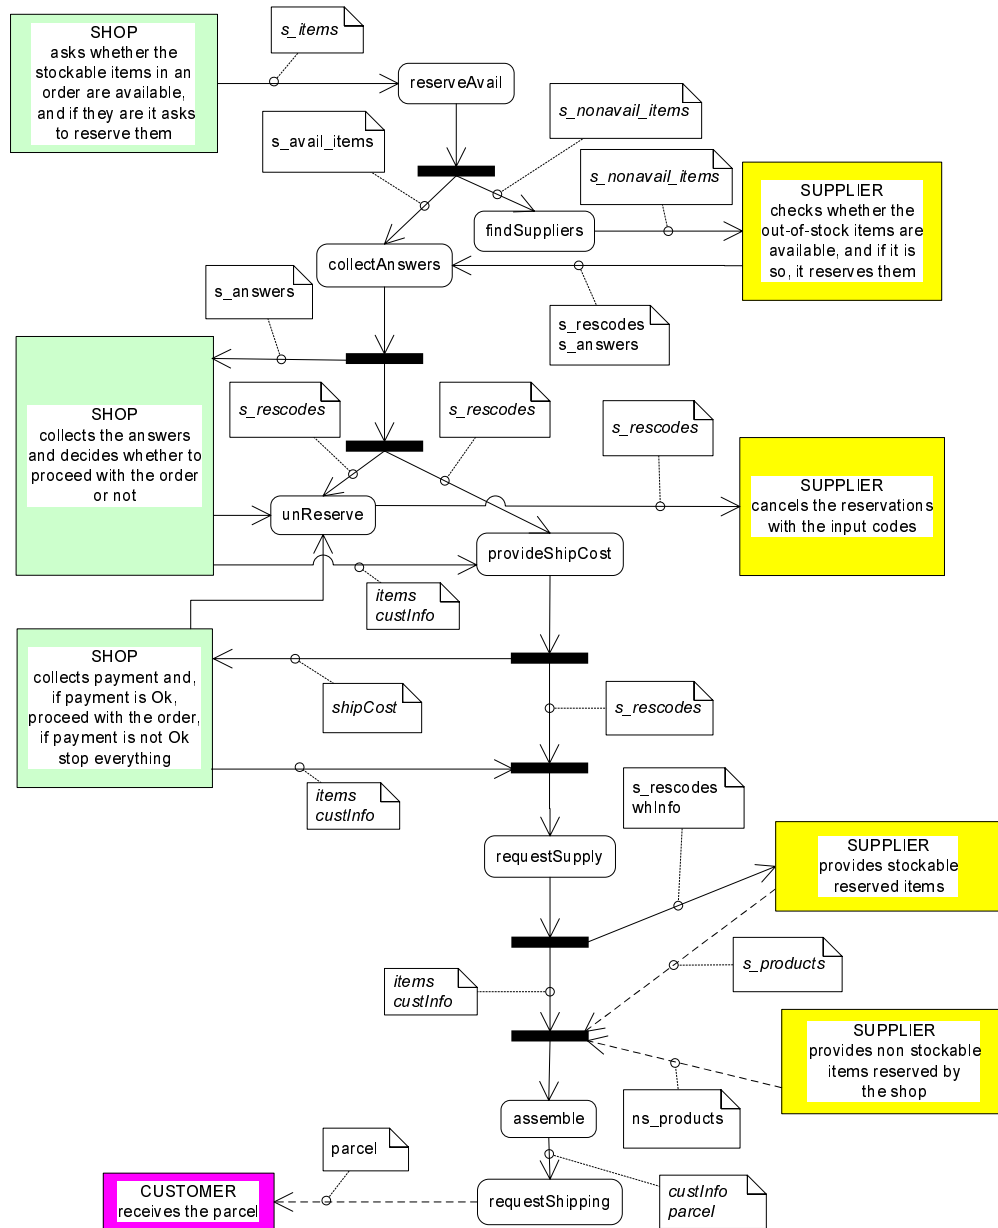 SHOP
asks whether the
stockable items in an
order are available,
and if they are it asks
to reserve them
s_items
reserveAvail
s_avail_items
s_nonavail_items
s_nonavail_items
findSuppliers
SUPPLIER
checks whether the
out-of-stock items are
available, and if it is
so, it reserves them
collectAnswers
s_answers
s_rescodes
s_answers
SHOP
collects the answers
and decides whether to
proceed with the order
or not
s_rescodes
s_rescodes
s_rescodes
unReserve
SUPPLIER
cancels the reservations
with the input codes
provideShipCost
items
custInfo
SHOP
collects payment and,
if payment is Ok,
proceed with the order,
if payment is not Ok
stop everything
shipCost
s_rescodes
items
custInfo
s_rescodes
whInfo
requestSupply
SUPPLIER
provides stockable
reserved items
items
custInfo
s_products
SUPPLIER
provides non stockable
items reserved by
the shop
assemble
ns_products
parcel
CUSTOMER
receives the parcel
requestShipping
custInfo
parcel